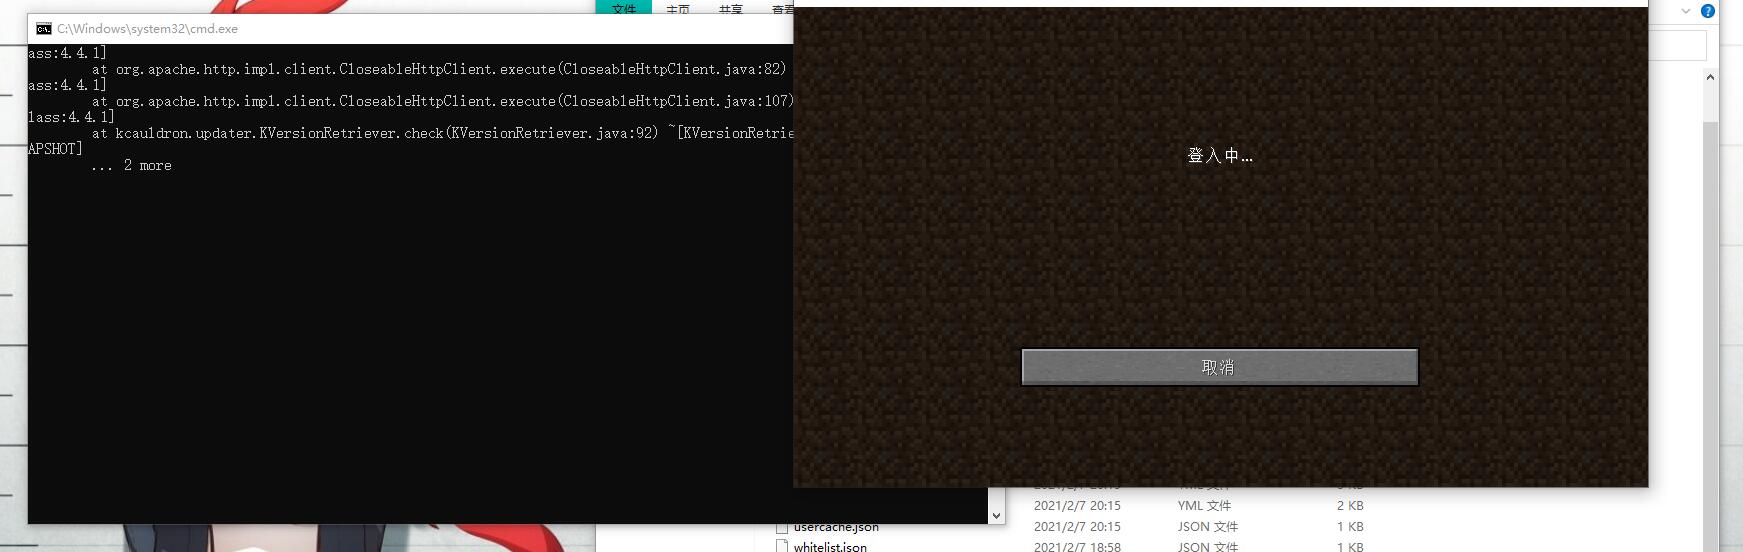 文件 主页 共享 查看
C:\Windows\system32\cmd.exe
ass:4.4.1]
at org.apache.http.impl.client.CloseableHttpClient.execute(CloseableHttpClient.java:82)
ass:4.4.1]
at org.apache.http.impl.client.CloseableHttpClient.execute(CloseableHttpClient.java:107)
lass:4.4.1]
at kcauldron.updater.KVersionRetriever.check(KVersionRetriever.java:92) ~[KVersionRetrie
APSHOT]
... 2 more
登入中...
取消
2021/2/7 20:15 YML 文件 2 KB
usercache.json 2021/2/7 20:15 JSON 文件 1 KB
whitelist.json 2021/2/7 18:58 JSON 文件 1 KB